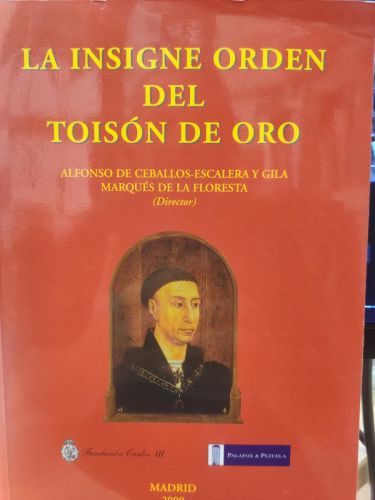 LA INSIGNE ORDEN
DEL
TOISÓN DE ORO
ALFONSO DE CEBALLOS-ESCALERA Y GILA
MARQUÉS DE LA FLORESTA
(Director)
Fundación Carlos III
PALAFOX & PEZUELA
MADRID
2000